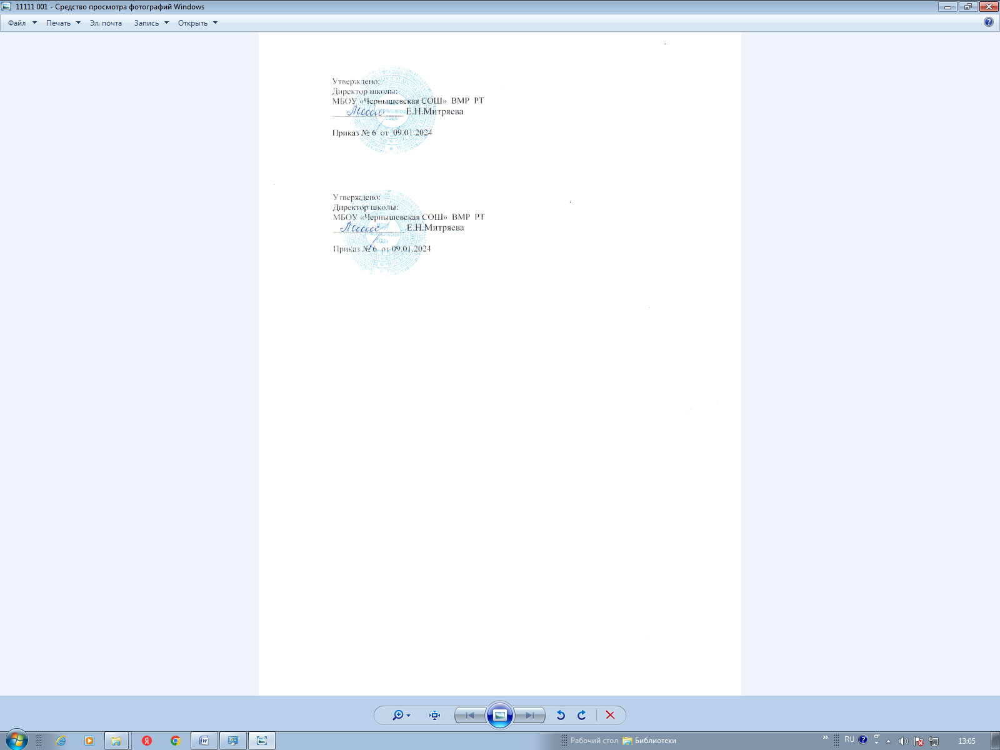 11111 001 - Средство просмотра фотографий Windows
Файл Печать Эл. почта Запись Открыть
Утверждено:
Директор школы:
МБОУ «Чернышевская СОШ» ВМР РТ
Е.Н.Митряева
Приказ № 6 от 09.01.2024
Утверждено:
Директор школы:
МБОУ «Чернышевская СОШ» ВМР РТ
МБОУ
Е.Н.Митряева
СОШ»
Приказ № 6 от 09.01.2024
Рабочий стол Библиотеки » RU 13:05